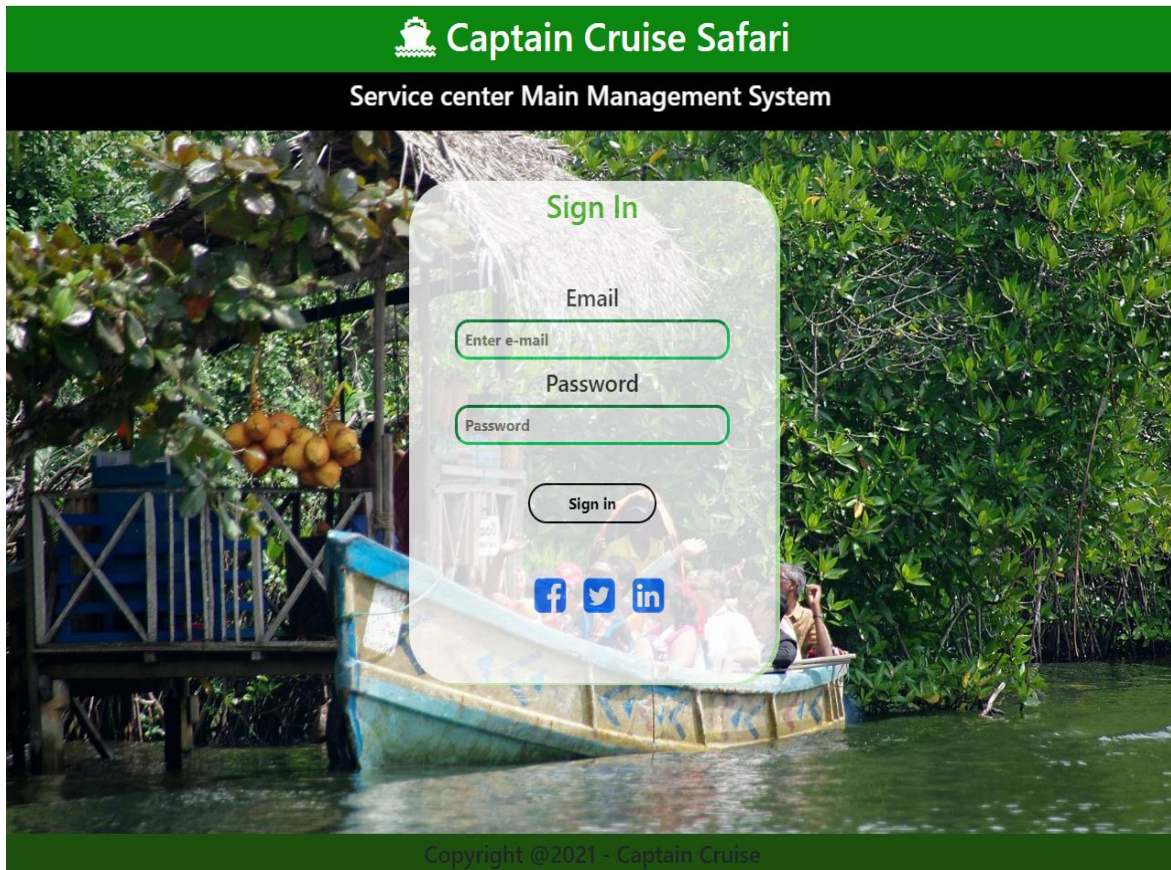 Captain Cruise Safari
Service center Main Management System
Sign In
Email
Enter e-mail
Password
Password
Sign in
Copyright @2021 - Captain Cruise